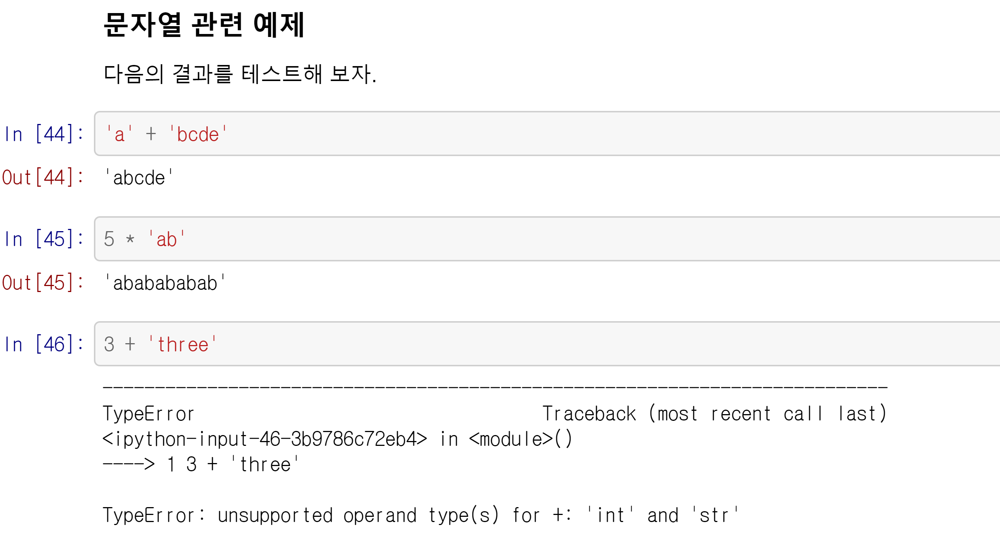 문자열 관련 예제
다음의 결과를 테스트해 보자.
In [44]: 'a' + 'bcde'
Out[44]: 'abcde'
In [45]: 5 * 'ab'
Out[45]: 'ababababab'
In [46]: 3 + 'three'
---------------------------------------------------------------------------
TypeError                                 Traceback (most recent call last)
<ipython-input-46-3b9786c72eb4> in <module>()
----> 1 3 + 'three'
TypeError: unsupported operand type(s) for +: 'int' and 'str'